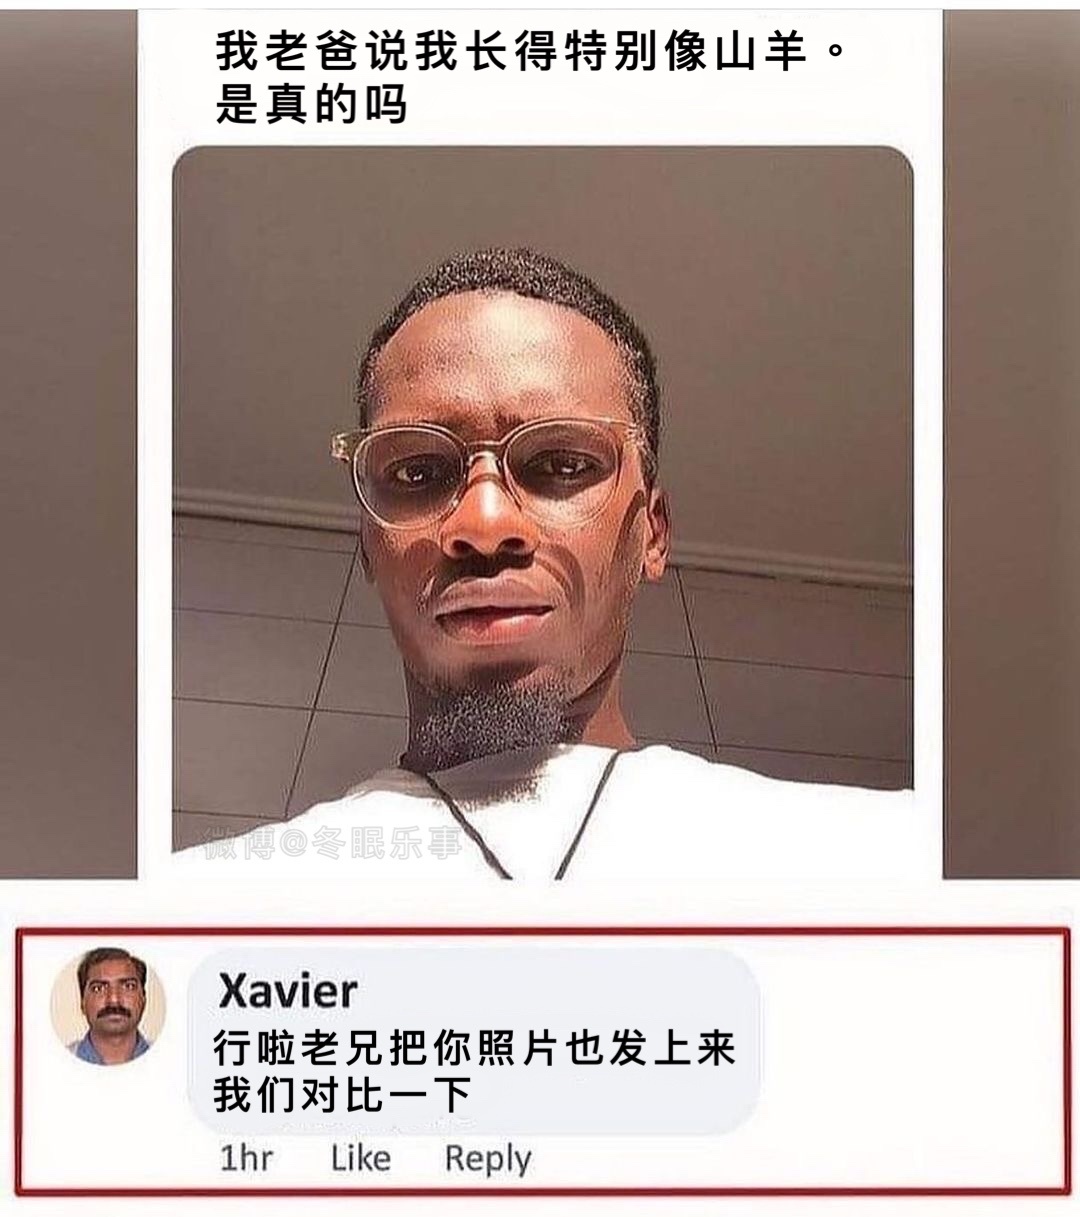 我老爸说我长得特别像山羊。
是真的吗
微博@冬眠乐事
Xavier
行啦老兄把你照片也发上来
我们对比一下
1hr Like Reply